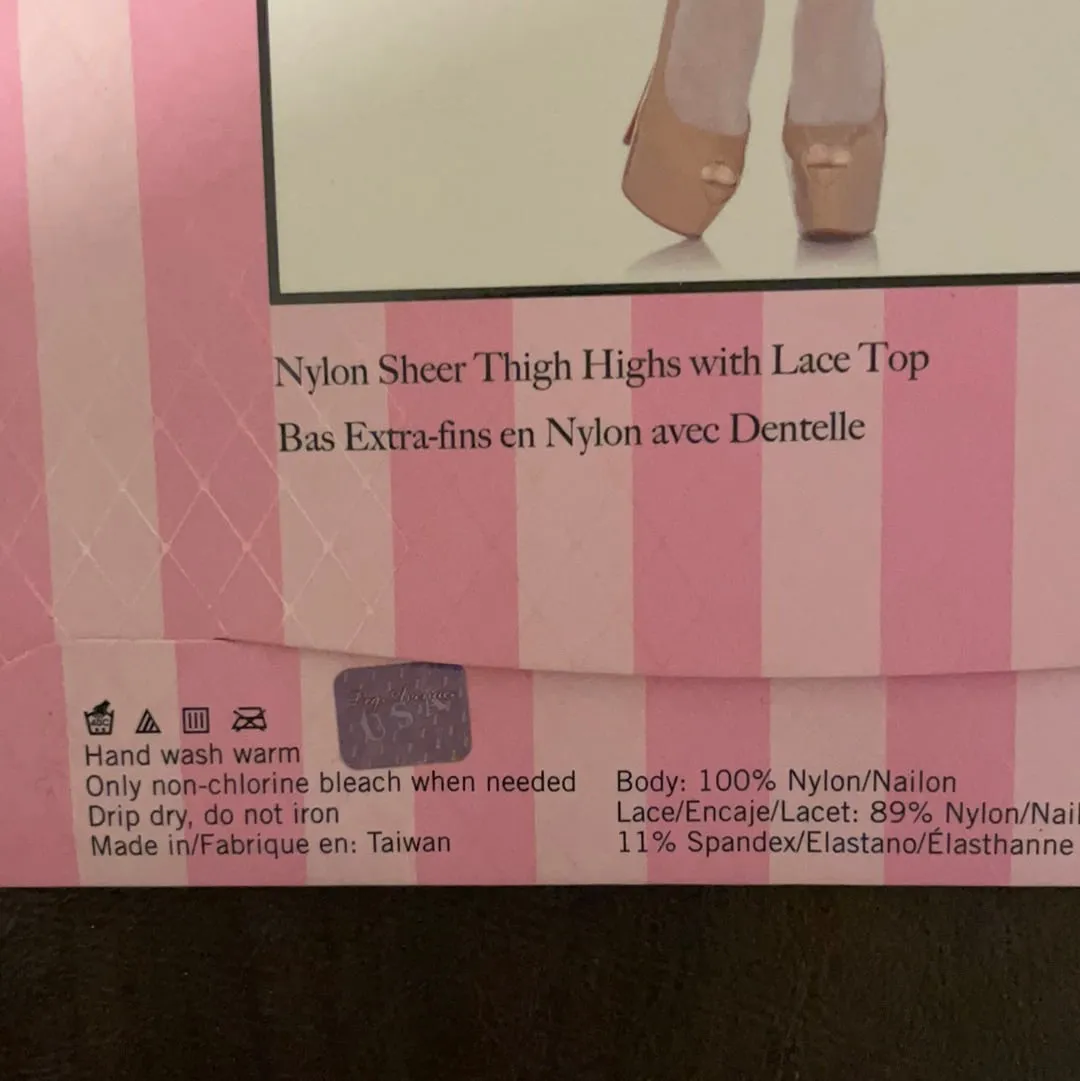 Nylon Sheer Thigh Highs with Lace Top
Bas Extra-fins en Nylon avec Dentelle
USA
Hand wash warm
Only non-chlorine bleach when needed
Drip dry, do not iron
Made in/Fabrique en: Taiwan
Body: 100% Nylon/Nailon
Lace/Encaje/Lacet: 89% Nylon/Nail
11% Spandex/Elastano/Élasthanne